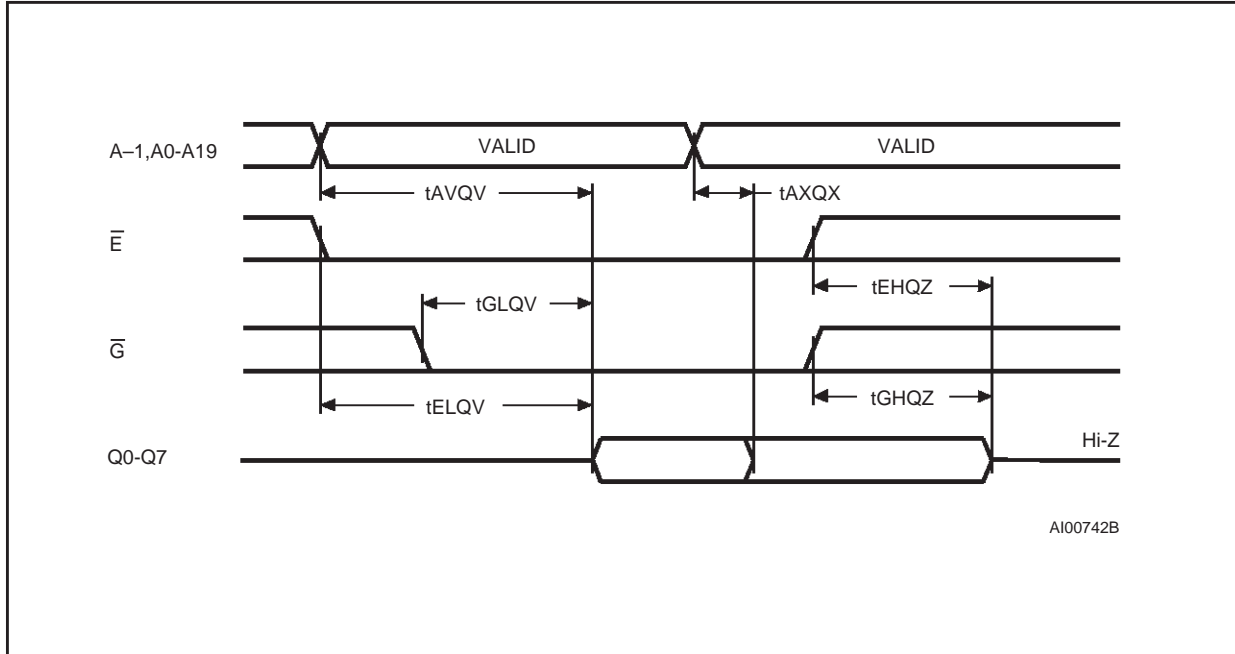 A–1,A0-A19
VALID
VALID
tAVQV
tAXQX
E̅
tEHQZ
tGLQV
G̅
tGHQZ
tELQV
Hi-Z
Q0-Q7
AI00742B